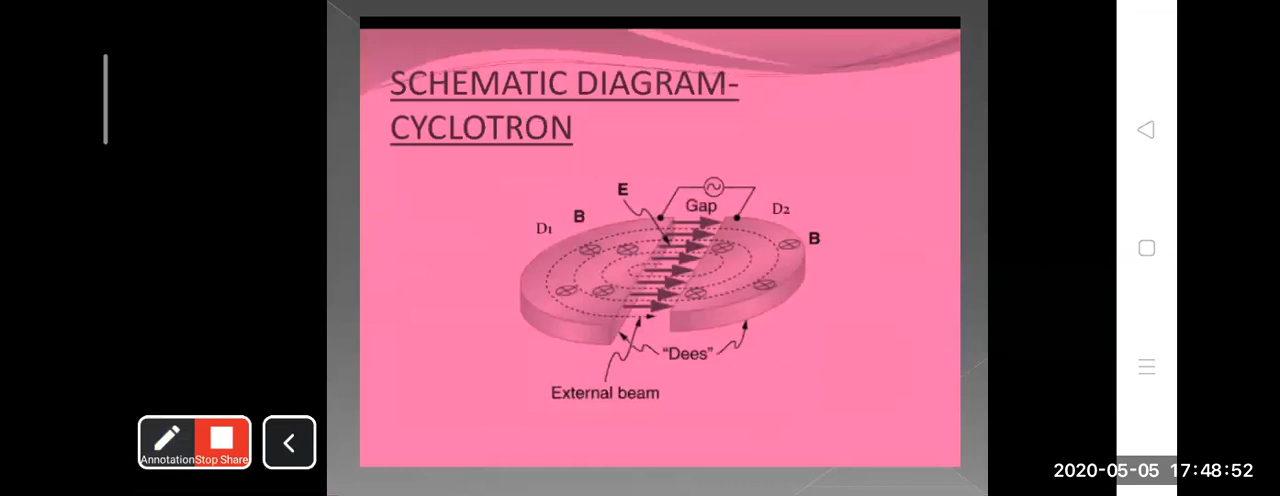 SCHEMATIC DIAGRAM-
CYCLOTRON
E
Gap
D2
B
D1
B
"Dees"
External beam
Annotation
Stop Share
2020-05-05 17:48:52